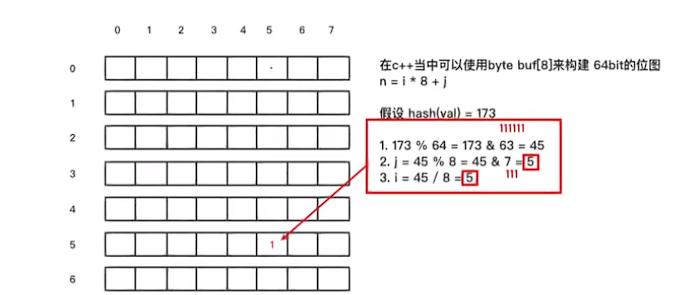 0 1 2 3 4 5 6 7
0
1
2
3
4
5 1
6
在c++当中可以使用byte buf[8]来构建 64bit的位图
n = i * 8 + j
假设 hash(val) = 173
111111
1. 173 % 64 = 173 & 63 = 45
2. j = 45 % 8 = 45 & 7 = 5
111
3. i = 45 / 8 = 5